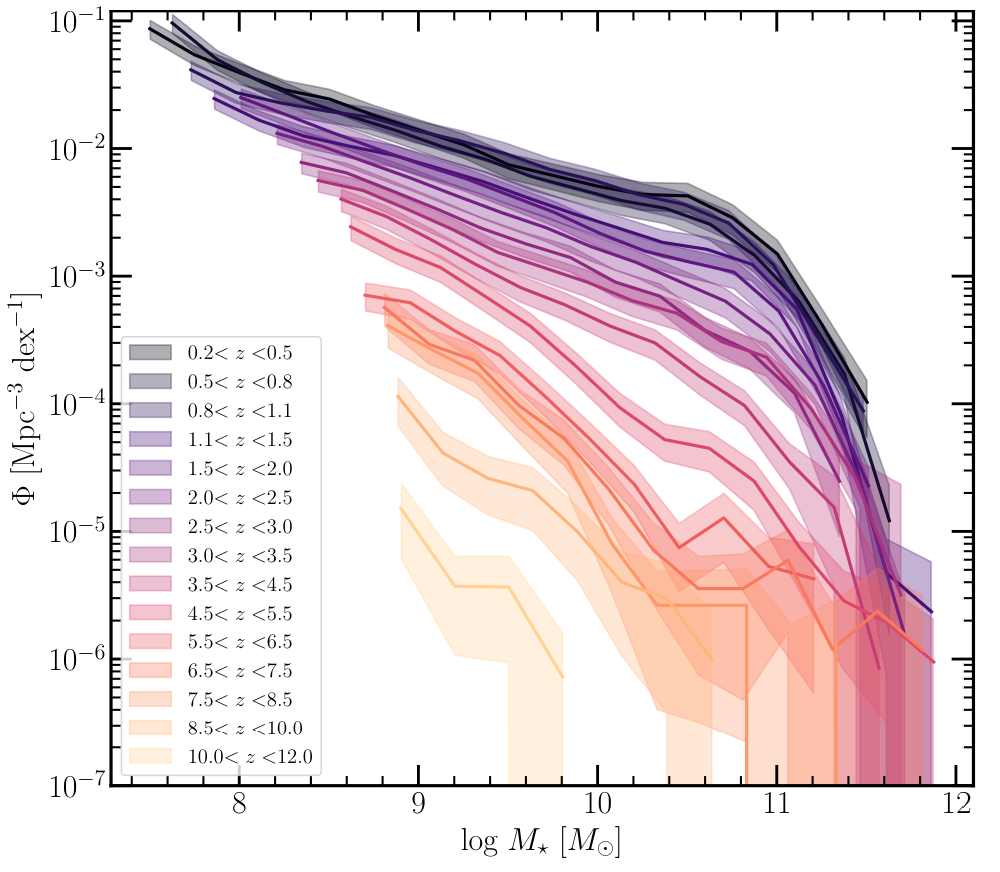 10⁻¹
10⁻²
10⁻³
10⁻⁴
10⁻⁵
10⁻⁶
10⁻⁷
Φ [Mpc⁻³ dex⁻¹]
0.2< z <0.5
0.5< z <0.8
0.8< z <1.1
1.1< z <1.5
1.5< z <2.0
2.0< z <2.5
2.5< z <3.0
3.0< z <3.5
3.5< z <4.5
4.5< z <5.5
5.5< z <6.5
6.5< z <7.5
7.5< z <8.5
8.5< z <10.0
10.0< z <12.0
8 9 10 11 12
log M⋆ [M⊙]